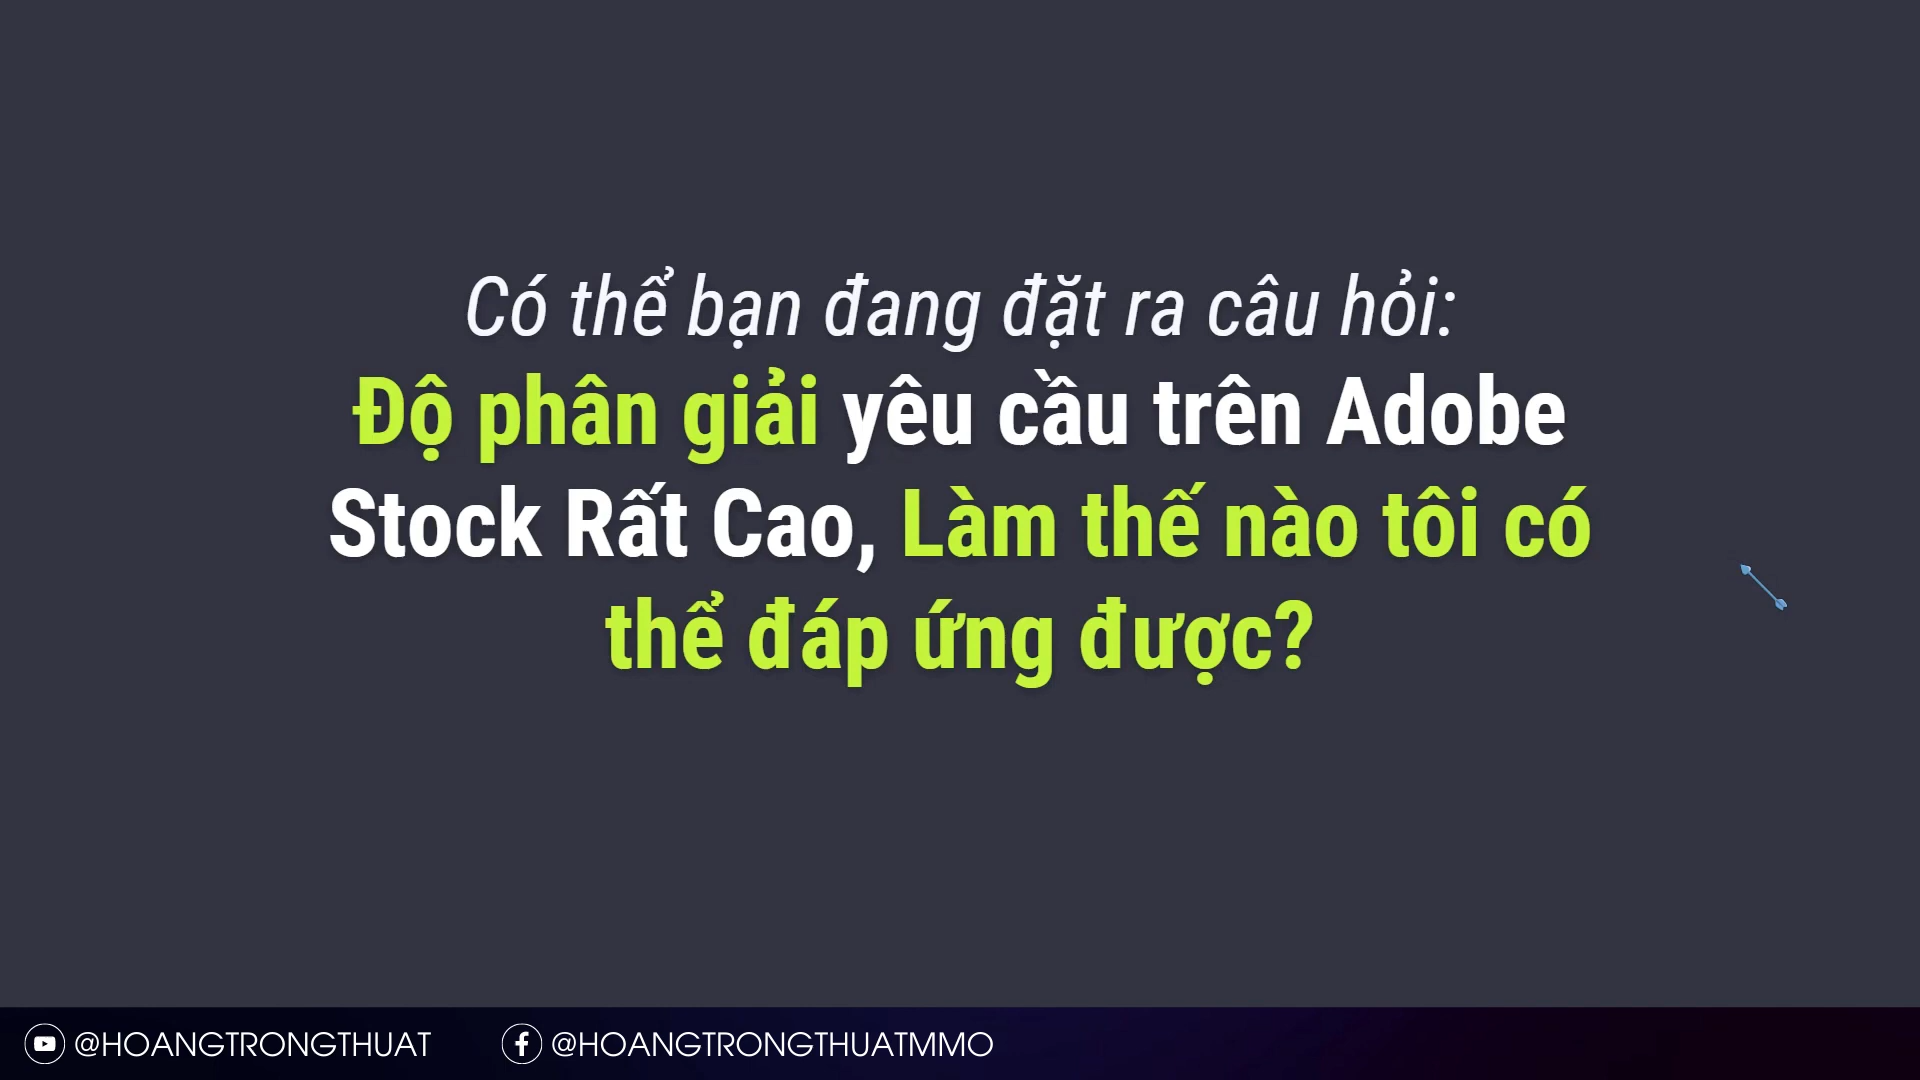 Có thể bạn đang đặt ra câu hỏi:
Độ phân giải yêu cầu trên Adobe
Stock Rất Cao, Làm thế nào tôi có
thể đáp ứng được?
@HOANGTRONGTHUAT
@HOANGTRONGTHUATMMO